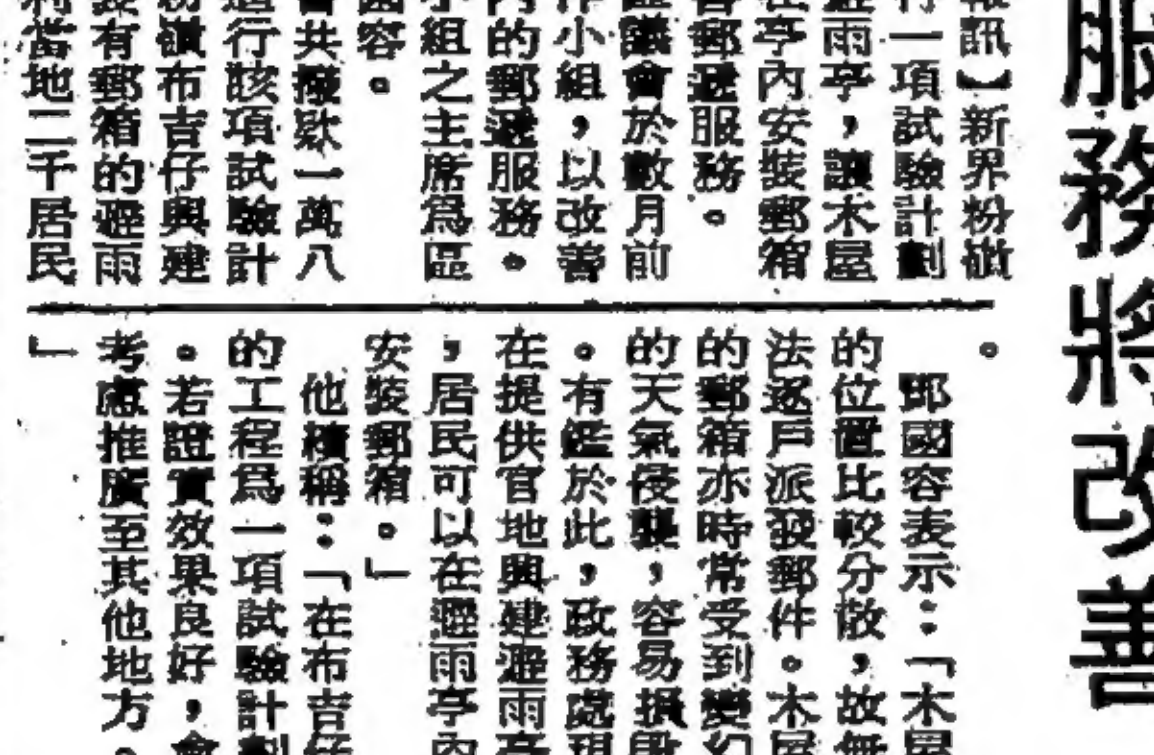 服務將改善
報訊】新界粉嶺
行一項試驗計劃
避雨亭，讓木屋
在亭內安裝郵箱
善郵遞服務。
區議會於數月前
作小組，以改善
內的郵遞服務。
小組之主席爲區
國容。
會共撥欵一萬八
進行該項試驗計
粉嶺布吉仔興建
裝有郵箱的避雨
利當地二千居民
。
邱國容表示：「木屋
的位置比較分散，故無
法逐戶派發郵件。木屋
的郵箱亦時常受到變幻
的天氣侵襲，容易損毀
。有鑑於此，政務處現
在提供官地興建避雨亭
，居民可以在避雨亭內
安裝郵箱。」
他續稱：「在布吉仔
的工程爲一項試驗計劃
。若證實效果良好，會
考慮推廣至其他地方。
」